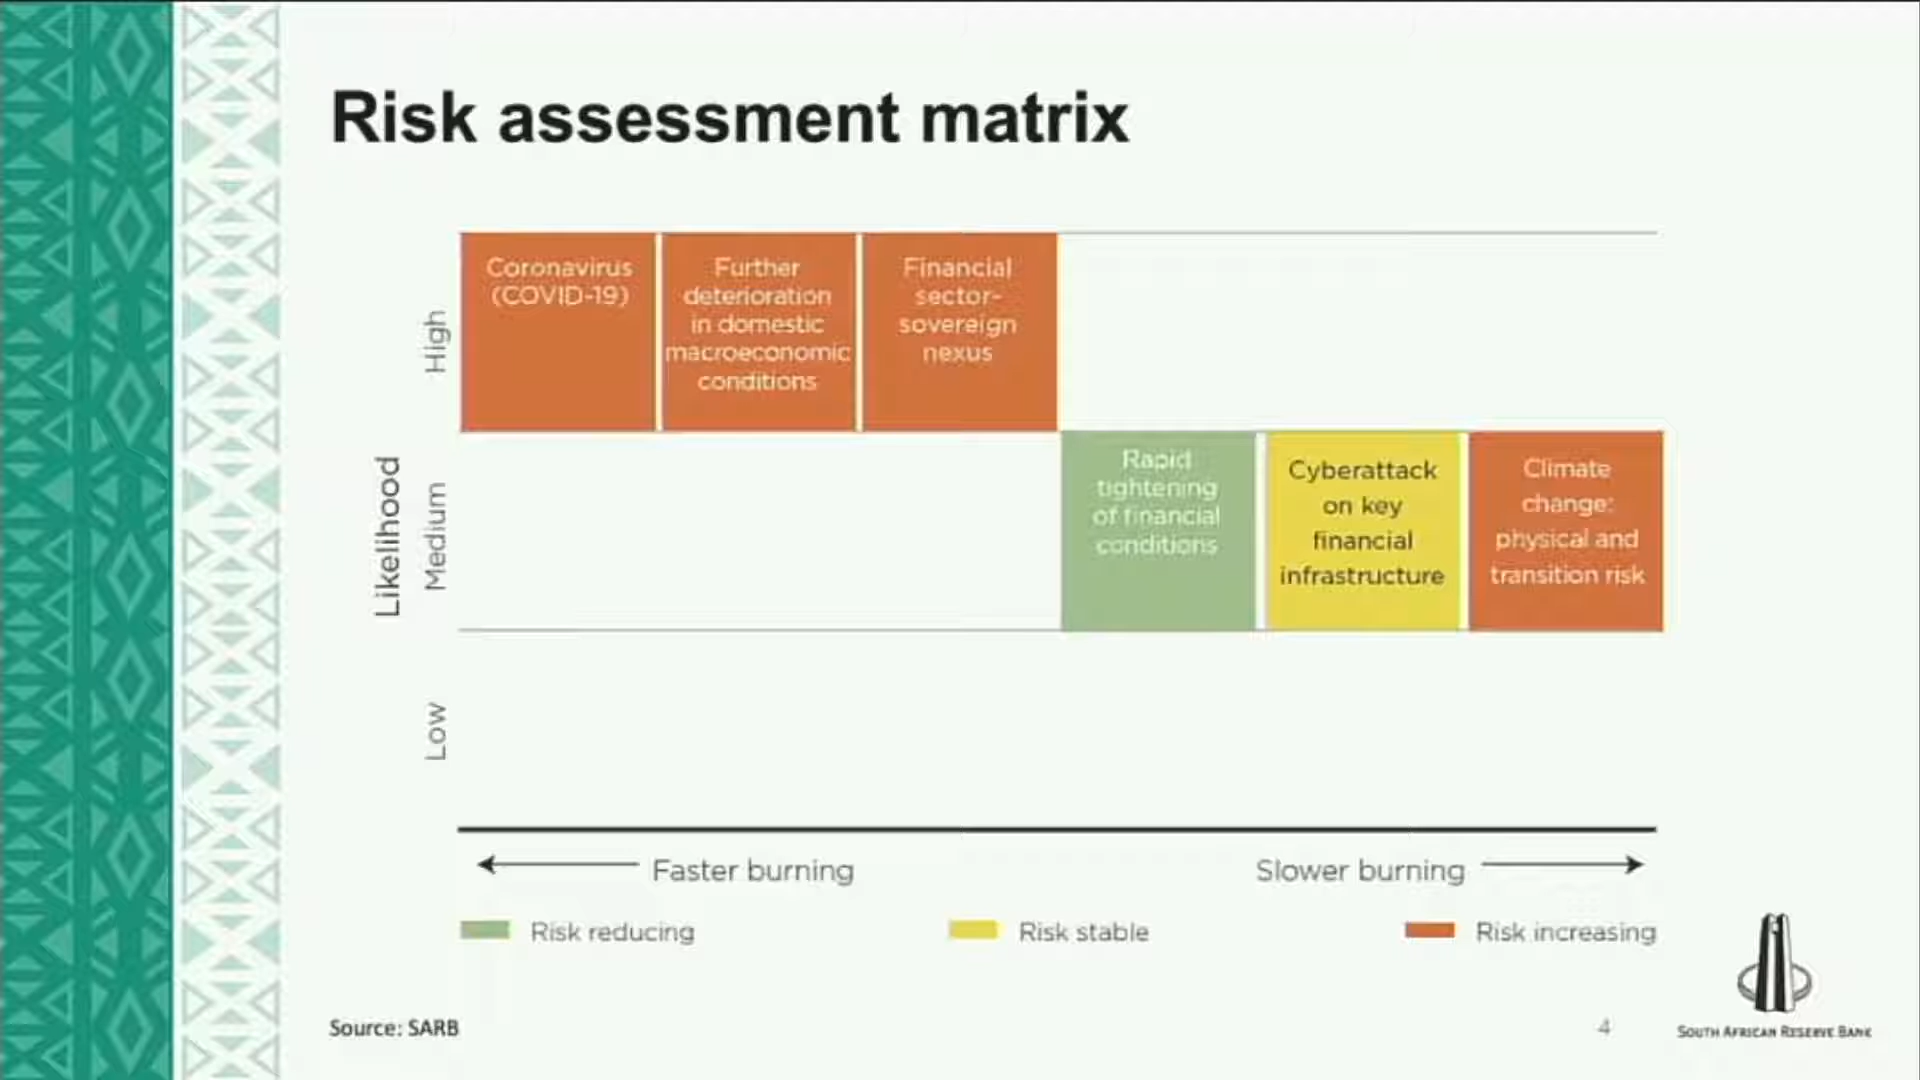 Risk assessment matrix
Likelihood
High
Medium
Low
Coronavirus
(COVID-19)
Further
deterioration
in domestic
macroeconomic
conditions
Financial
sector-
sovereign
nexus
Rapid
tightening
of financial
conditions
Cyberattack
on key
financial
infrastructure
Climate
change:
physical and
transition risk
Faster burning
Slower burning
Risk reducing
Risk stable
Risk increasing
Source: SARB
4
SOUTH AFRICAN RESERVE BANK